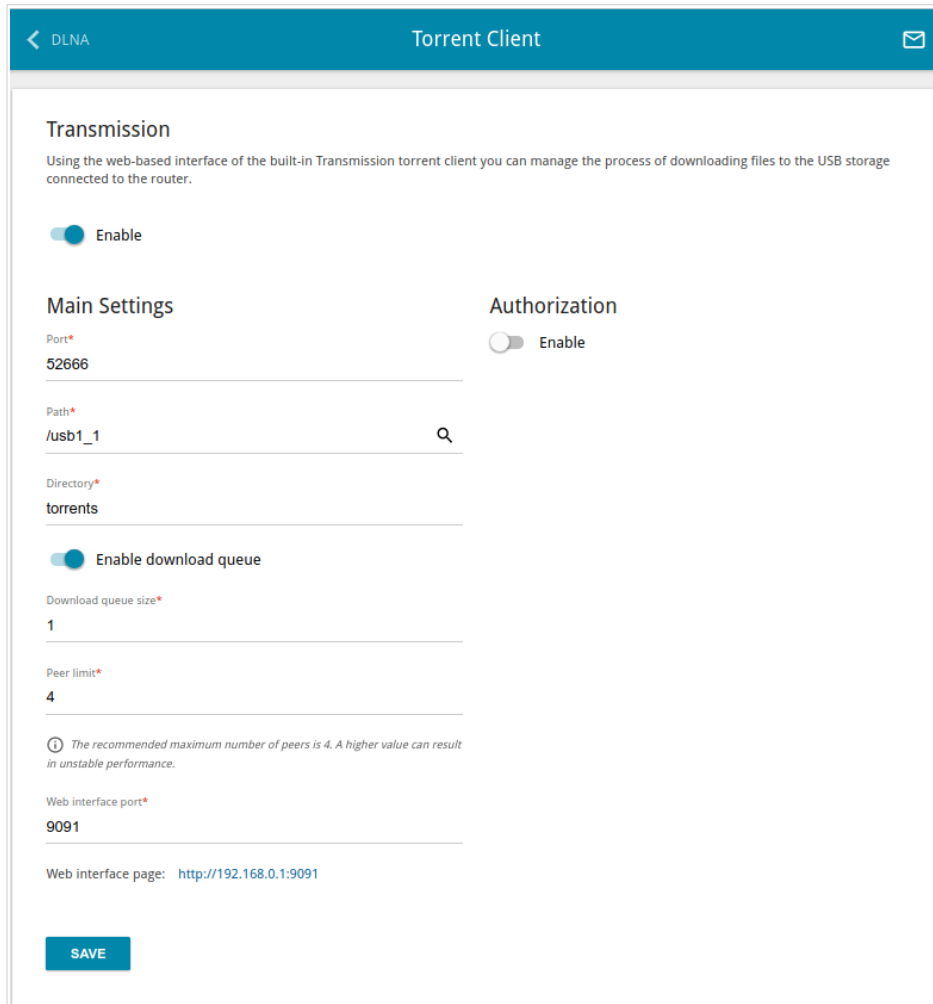 DLNA
Torrent Client
Transmission
Using the web-based interface of the built-in Transmission torrent client you can manage the process of downloading files to the USB storage
connected to the router.
Enable
Main Settings
Port*
52666
Path*
/usb1_1
Directory*
torrents
Enable download queue
Download queue size*
1
Peer limit*
4
The recommended maximum number of peers is 4. A higher value can result
in unstable performance.
Web interface port*
9091
Web interface page: http://192.168.0.1:9091
SAVE
Authorization
Enable